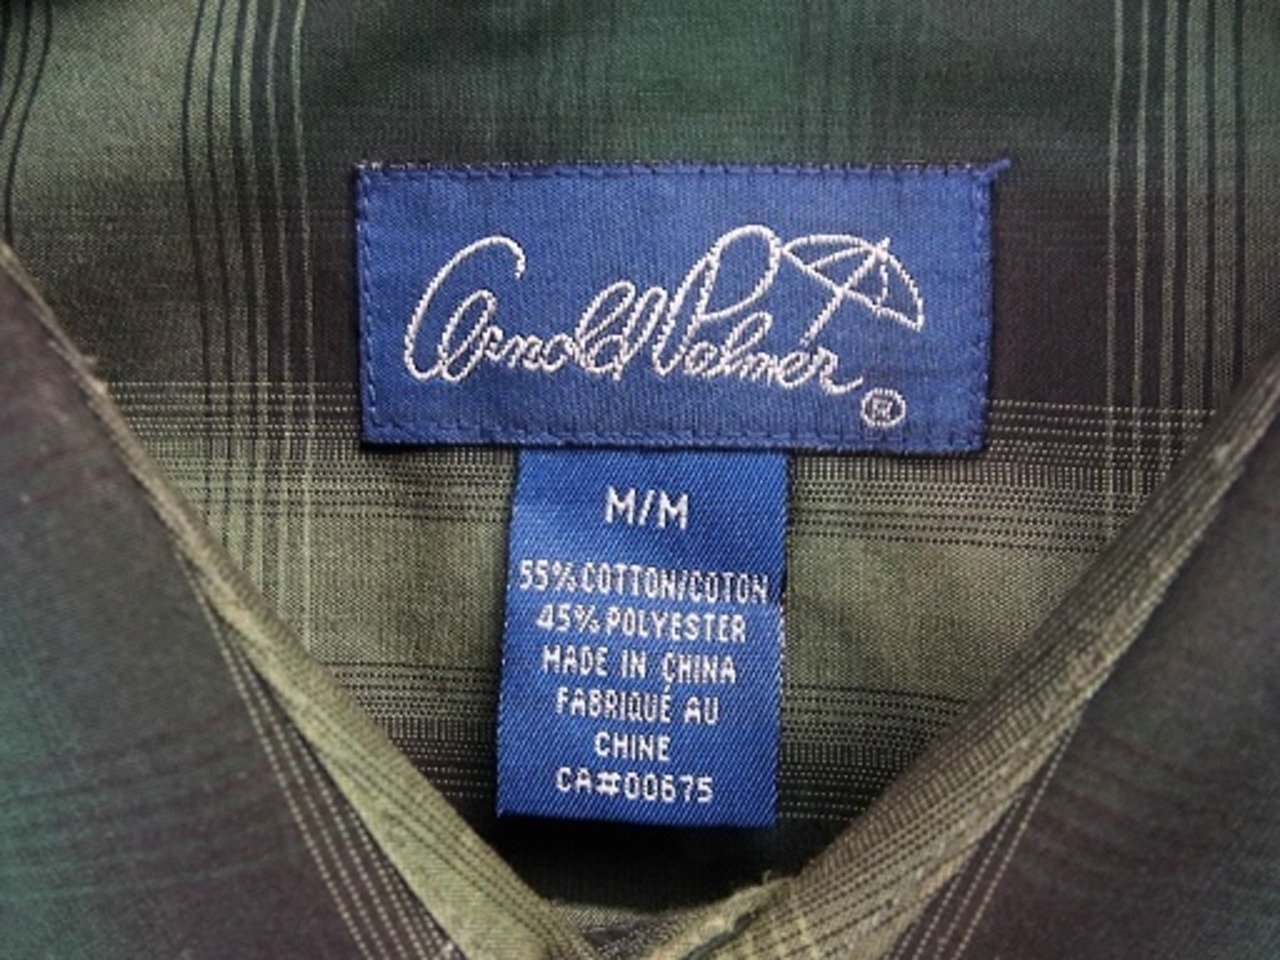 Arnold Palmer ®
M/M
55% COTTON/COTON
45% POLYESTER
MADE IN CHINA
FABRIQUÉ AU
CHINE
CA#00675